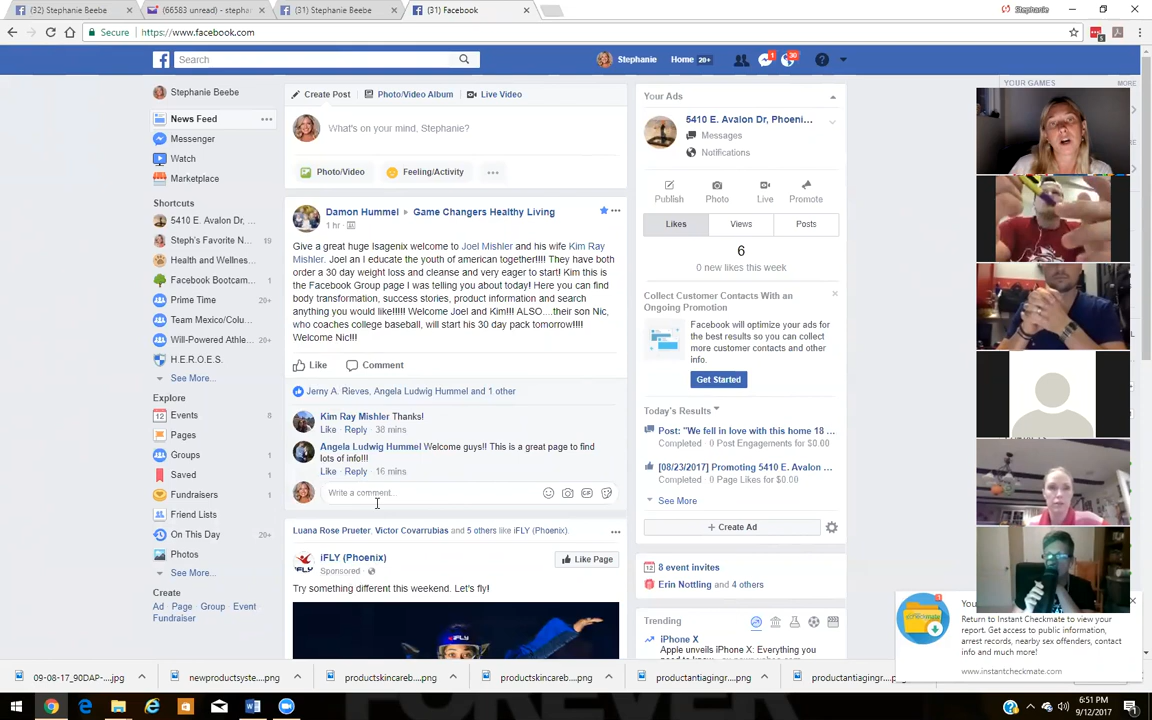 (32) Stephanie Beebe
(66583 unread) - stepha
(31) Stephanie Beebe
(31) Facebook
Stephanie
Secure
https://www.facebook.com
Search
Stephanie
Home 20+
1
30
Stephanie Beebe
News Feed
Messenger
Watch
Marketplace
Shortcuts
5410 E. Avalon Dr, ...
Steph's Favorite N... 19
Health and Wellnes...
Facebook Bootcam...
Prime Time 20+
Team Mexico/Colu...
Will-Powered Athle... 20+
H.E.R.O.E.S.
See More...
Explore
Events 8
Pages
Groups 1
Saved 1
Fundraisers 1
Friend Lists
On This Day 20+
Photos
See More...
Create
Ad Page Group Event
Fundraiser
Create Post
Photo/Video Album
Live Video
What's on your mind, Stephanie?
Photo/Video
Feeling/Activity
Damon Hummel ▸ Game Changers Healthy Living
1 hr
Give a great huge Isagenix welcome to Joel Mishler and his wife Kim Ray
Mishler. Joel an I educate the youth of american together!!!! They have both
order a 30 day weight loss and cleanse and very eager to start! Kim this is
the Facebook Group page I was telling you about today! Here you can find
body transformation, success stories, product information and search
anything you would like!!!!! Welcome Joel and Kim!!! ALSO....their son Nic,
who coaches college baseball, will start his 30 day pack tomorrow!!!!
Welcome Nic!!!
Like
Comment
Jerny A. Rieves, Angela Ludwig Hummel and 1 other
Kim Ray Mishler Thanks!
Like · Reply · 38 mins
Angela Ludwig Hummel Welcome guys!! This is a great page to find
lots of info!!!
Like · Reply · 16 mins
Write a comment...
Luana Rose Prueter, Victor Covarrubias and 5 others like iFLY (Phoenix).
iFLY (Phoenix)
Sponsored
Like Page
Try something different this weekend. Let's fly!
Your Ads
5410 E. Avalon Dr, Phoeni...
Messages
Notifications
Publish
Photo
Live
Promote
Likes
Views
Posts
6
0 new likes this week
Collect Customer Contacts With an
Ongoing Promotion
Facebook will optimize your ads for
the best results so you can collect
more customer contacts and other
info.
Get Started
Today's Results
Post: "We fell in love with this home 18 ...
Completed · 0 Post Engagements for $0.00
[08/23/2017] Promoting 5410 E. Avalon ...
Completed · 0 Page Likes for $0.00
See More
+ Create Ad
8 event invites
Erin Nottling and 4 others
Trending
iPhone X
Apple unveils iPhone X: Everything you
YOUR GAMES
MORE
You
Return to Instant Checkmate to view your
report. Get access to public information,
arrest records, nearby sex offenders, contact
info and much more!
www.instantcheckmate.com
09-08-17_90DAP-....jpg
newproductsyste....png
productskincareb....png
productskincareb....png
productantiagingr....png
productantiagingr....png
6:51 PM
9/12/2017